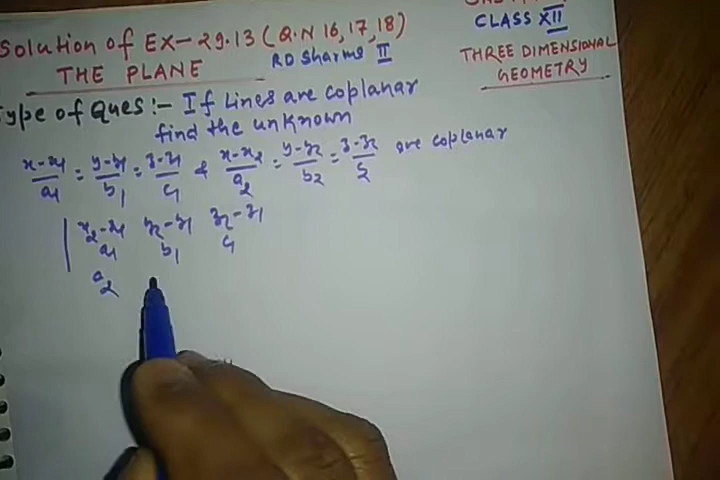 Solution of EX-29.13 (Q.N 16,17,18)
THE PLANE
RD Sharma II
CLASS XII
THREE DIMENSIONAL
GEOMETRY
Type of Ques :- If Lines are coplanar
find the unknown
x-x1/a1 = y-y1/b1 = z-z1/c1 & x-x2/a2 = y-y2/b2 = z-z2/c2 are coplanar
x2-x1 y2-y1 z2-z1
a1 b1 c1
a2